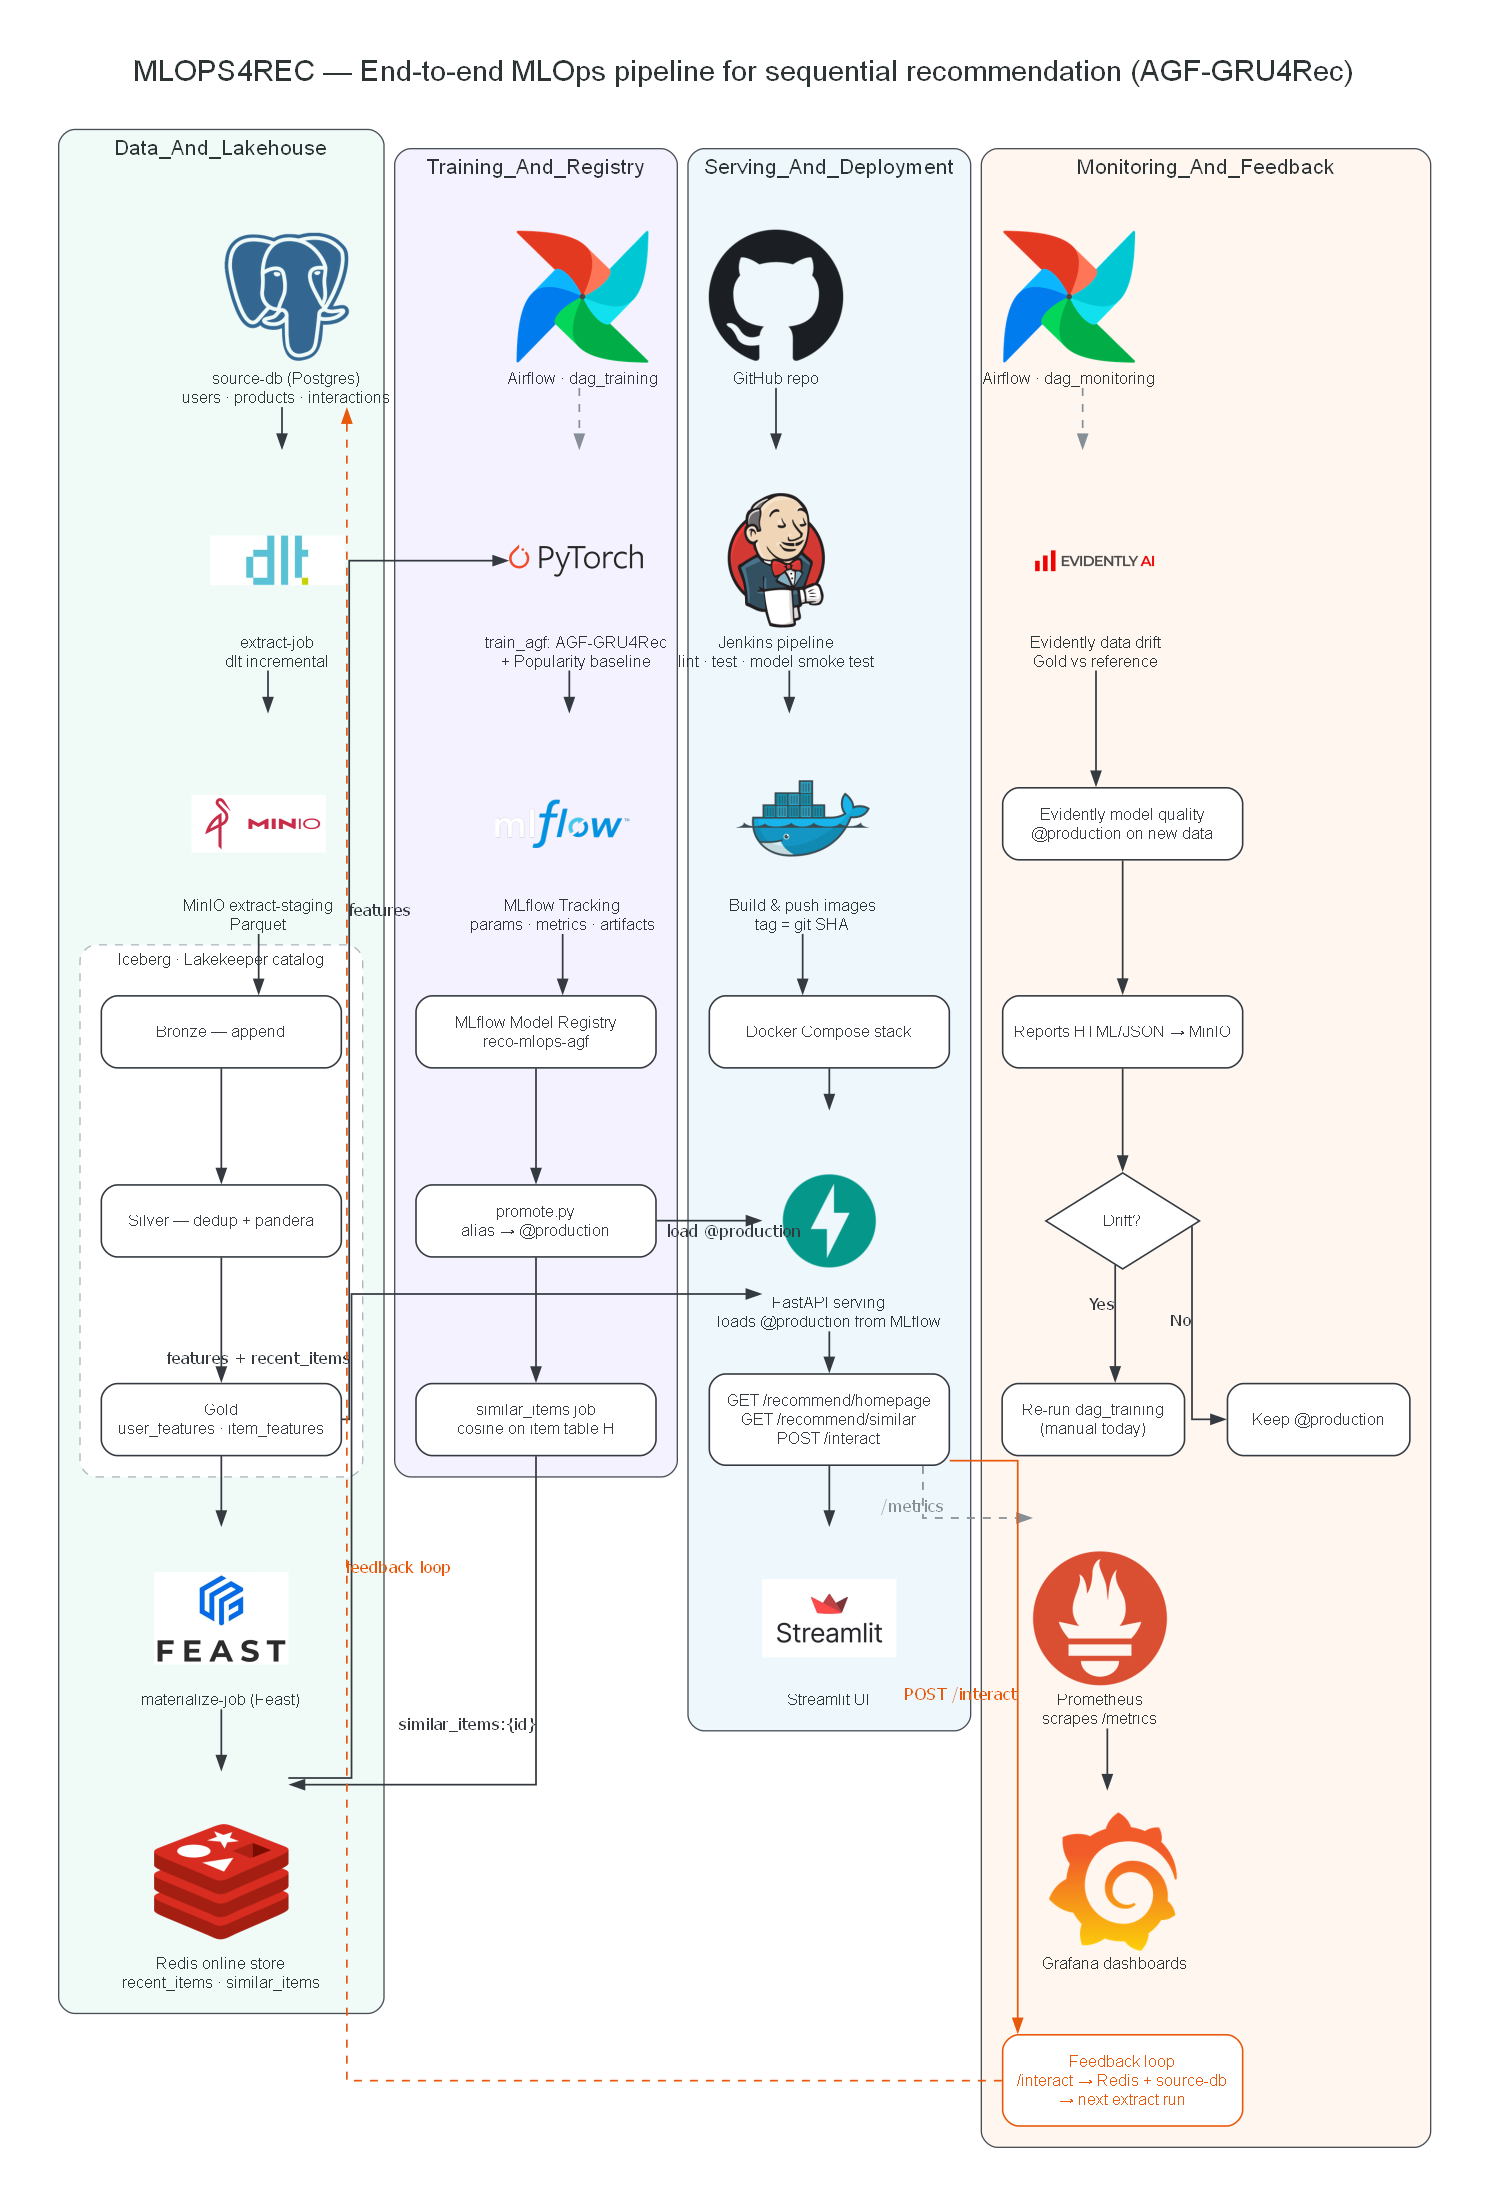 MLOPS4REC — End-to-end MLOps pipeline for sequential recommendation (AGF-GRU4Rec)
Data_And_Lakehouse
source-db (Postgres)
users · products · interactions
dlt
extract-job
dlt incremental
MINIO
MinIO extract-staging
Parquet
features
Iceberg · Lakekeeper catalog
Bronze — append
Silver — dedup + pandera
features + recent_items
Gold
user_features · item_features
feedback loop
FEAST
materialize-job (Feast)
Redis online store
recent_items · similar_items
Training_And_Registry
Airflow · dag_training
PyTorch
train_agf: AGF-GRU4Rec
+ Popularity baseline
mlflow™
MLflow Tracking
params · metrics · artifacts
MLflow Model Registry
reco-mlops-agf
promote.py
alias → @production
load @production
similar_items job
cosine on item table H
similar_items:{id}
Serving_And_Deployment
GitHub repo
Jenkins pipeline
lint · test · model smoke test
Build & push images
tag = git SHA
Docker Compose stack
FastAPI serving
loads @production from MLflow
GET /recommend/homepage
GET /recommend/similar
POST /interact
/metrics
Streamlit
Streamlit UI
POST /interact
Monitoring_And_Feedback
Airflow · dag_monitoring
EVIDENTLY AI
Evidently data drift
Gold vs reference
Evidently model quality
@production on new data
Reports HTML/JSON → MinIO
Drift?
Yes
No
Re-run dag_training
(manual today)
Keep @production
Prometheus
scrapes /metrics
Grafana dashboards
Feedback loop
/interact → Redis + source-db
→ next extract run